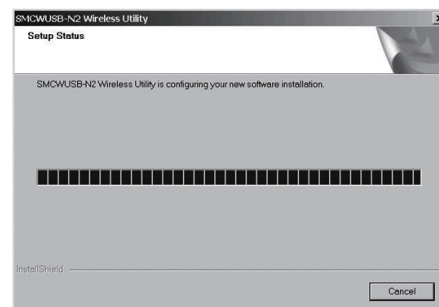 SMCWUSB-N2 Wireless Utility
Setup Status
SMCWUSB-N2 Wireless Utility is configuring your new software installation.
InstallShield
Cancel